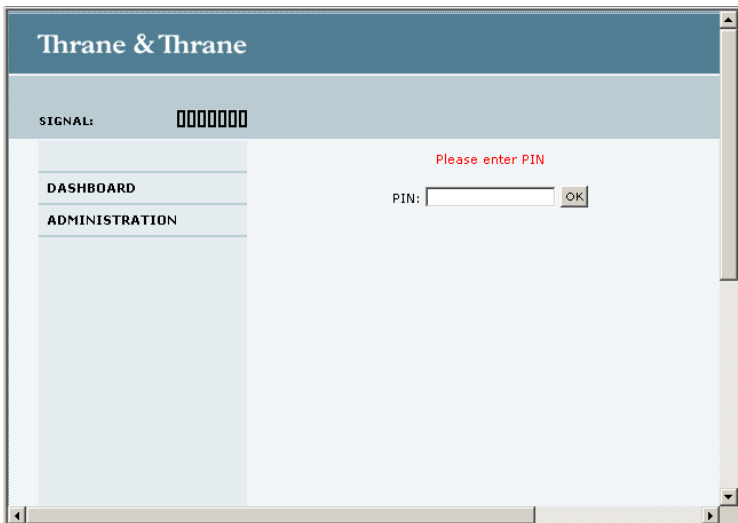 Thrane & Thrane
SIGNAL:
Please enter PIN
DASHBOARD
PIN:
OK
ADMINISTRATION